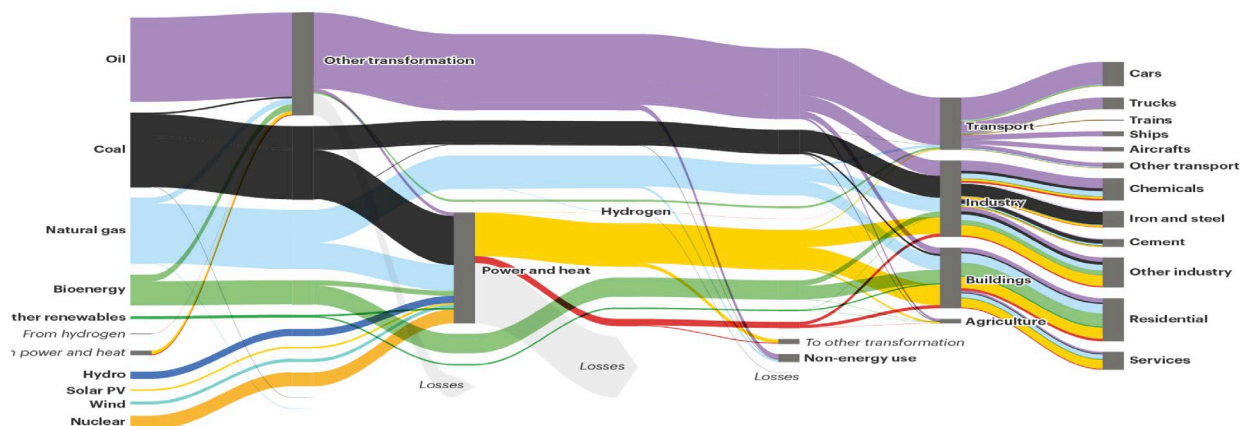 Oil
Coal
Natural gas
Bioenergy
ther renewables
From hydrogen
power and heat
Hydro
Solar PV
Wind
Nuclear
Other transformation
Power and heat
Hydrogen
Losses
Losses
Losses
To other transformation
Non-energy use
Transport
Industry
Buildings
Agriculture
Cars
Trucks
Trains
Ships
Aircrafts
Other transport
Chemicals
Iron and steel
Cement
Other industry
Residential
Services